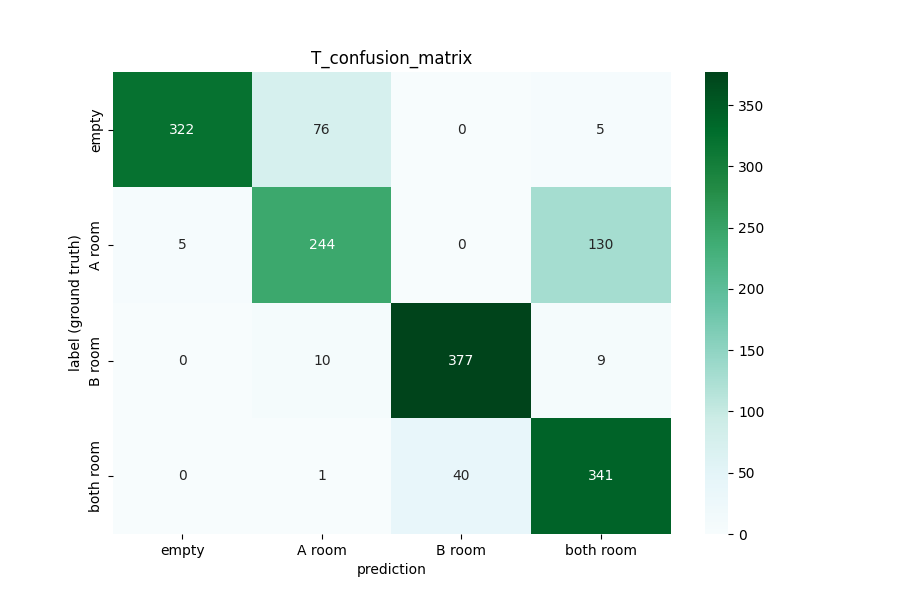 T_confusion_matrix
label (ground truth)
empty
322 76 0 5
A room
5 244 0 130
B room
0 10 377 9
both room
0 1 40 341
empty A room B room both room
prediction
350
300
250
200
150
100
50
0